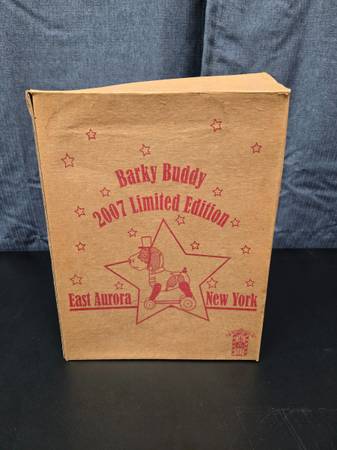 Barky Buddy
2007 Limited Edition
East Aurora New York